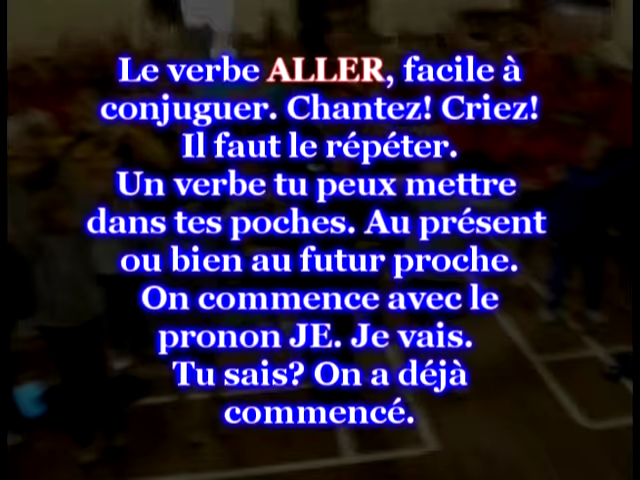 Le verbe ALLER, facile à
conjuguer. Chantez! Criez!
Il faut le répéter.
Un verbe tu peux mettre
dans tes poches. Au présent
ou bien au futur proche.
On commence avec le
pronon JE. Je vais.
Tu sais? On a déjà
commencé.